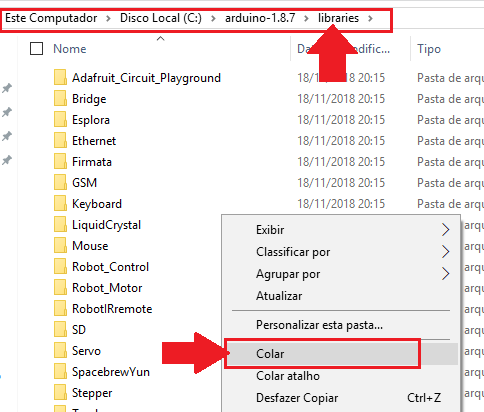 Este Computador > Disco Local (C:) > arduino-1.8.7 > libraries >
Nome Tipo
Adafruit_Circuit_Playground 18/11/2018 20:15 Pasta de arqu
Bridge 18/11/2018 20:15 Pasta de arqu
Esplora 18/11/2018 20:15 Pasta de arqu
Ethernet 18/11/2018 20:15 Pasta de arqu
Firmata 18/11/2018 20:15 Pasta de arqu
GSM 18/11/2018 20:15 Pasta de arqu
Keyboard 18/11/2018 20:15 Pasta de arqu
LiquidCrystal
Mouse
Robot_Control
Robot_Motor
RobotIRremote
SD
Servo
SpacebrewYun
Stepper
Exibir
Classificar por
Agrupar por
Atualizar
Personalizar esta pasta...
Colar
Colar atalho
Desfazer Copiar Ctrl+Z